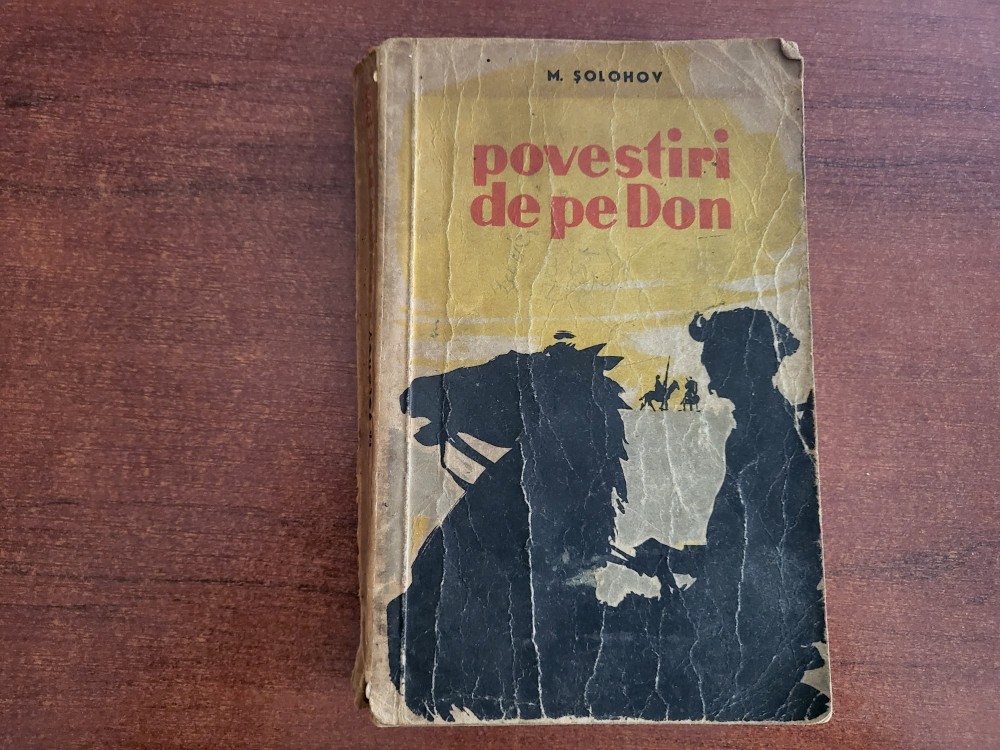 M. ŞOLOHOV
povestiri
de pe Don